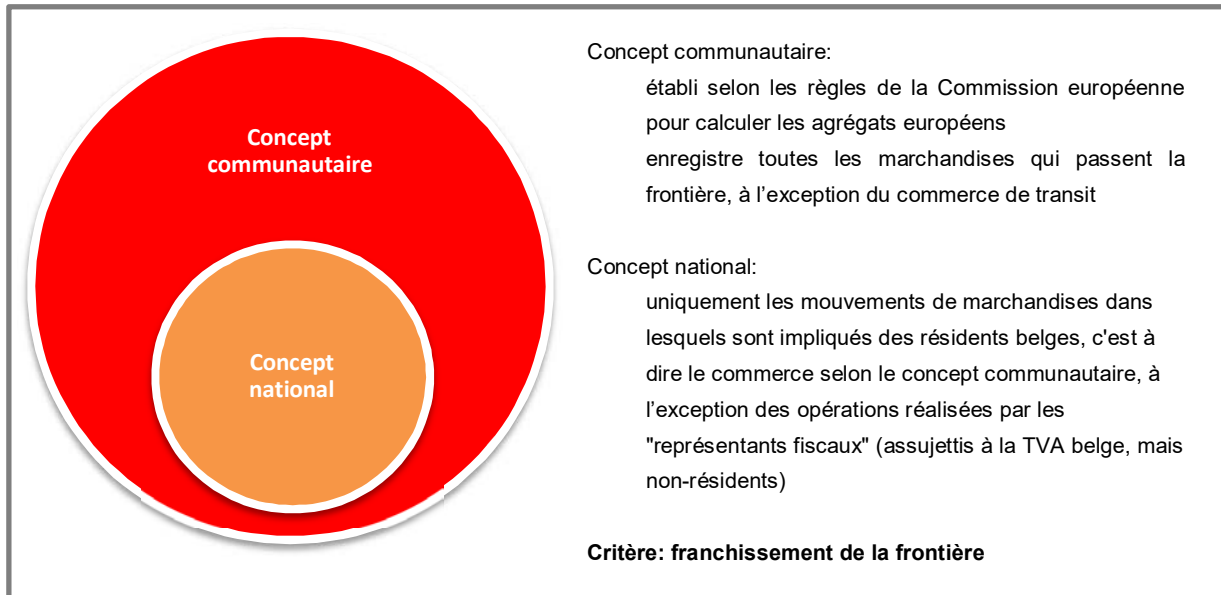 Concept
communautaire
Concept
national
Concept communautaire:
établi selon les règles de la Commission européenne
pour calculer les agrégats européens
enregistre toutes les marchandises qui passent la
frontière, à l’exception du commerce de transit
Concept national:
uniquement les mouvements de marchandises dans
lesquels sont impliqués des résidents belges, c'est à
dire le commerce selon le concept communautaire, à
l’exception des opérations réalisées par les
"représentants fiscaux" (assujettis à la TVA belge, mais
non-résidents)
Critère: franchissement de la frontière